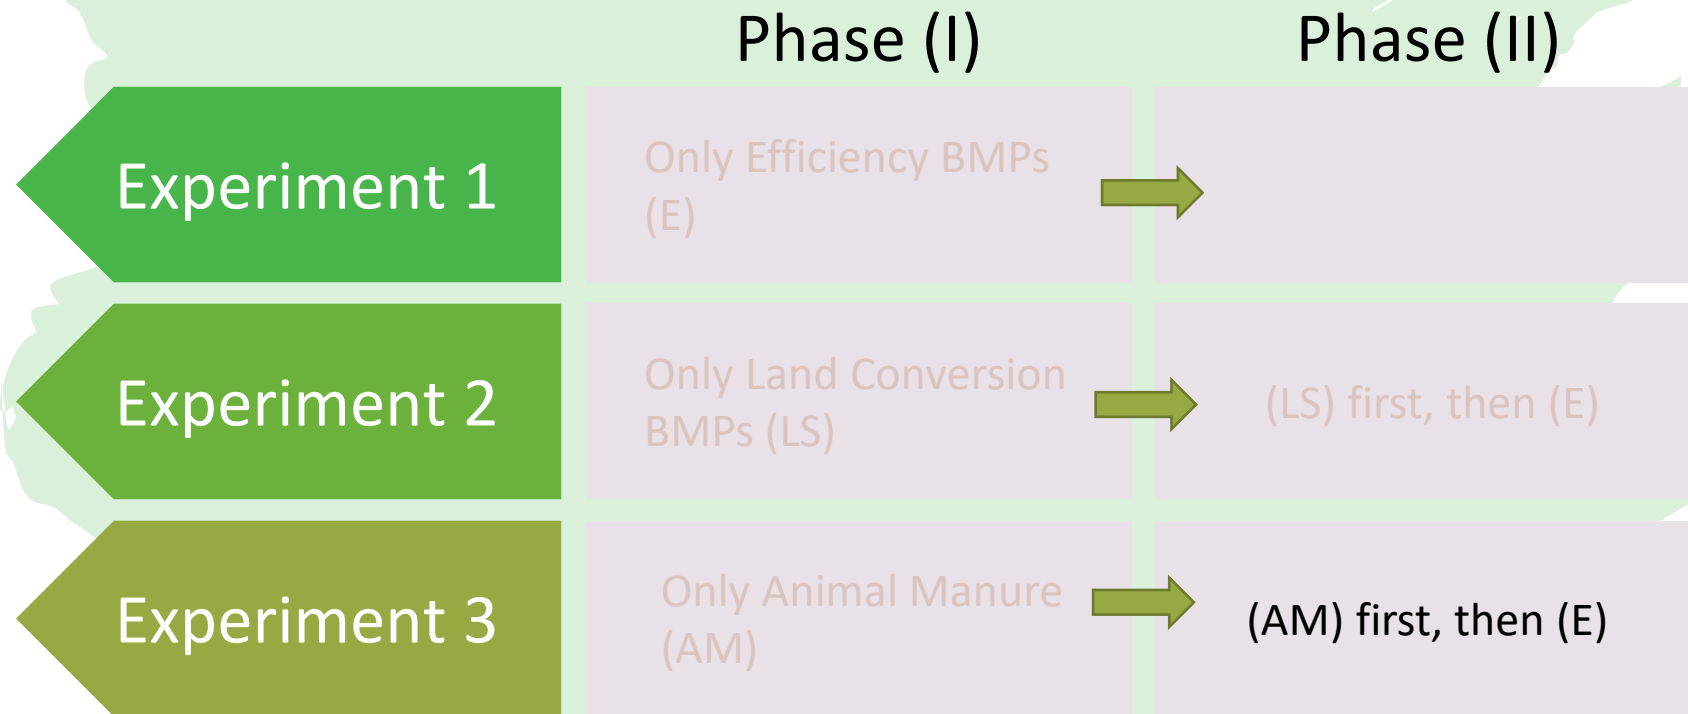 Phase (I)
Phase (II)
Experiment 1
Only Efficiency BMPs
(E)
Experiment 2
Only Land Conversion
BMPs (LS)
(LS) first, then (E)
Experiment 3
Only Animal Manure
(AM)
(AM) first, then (E)